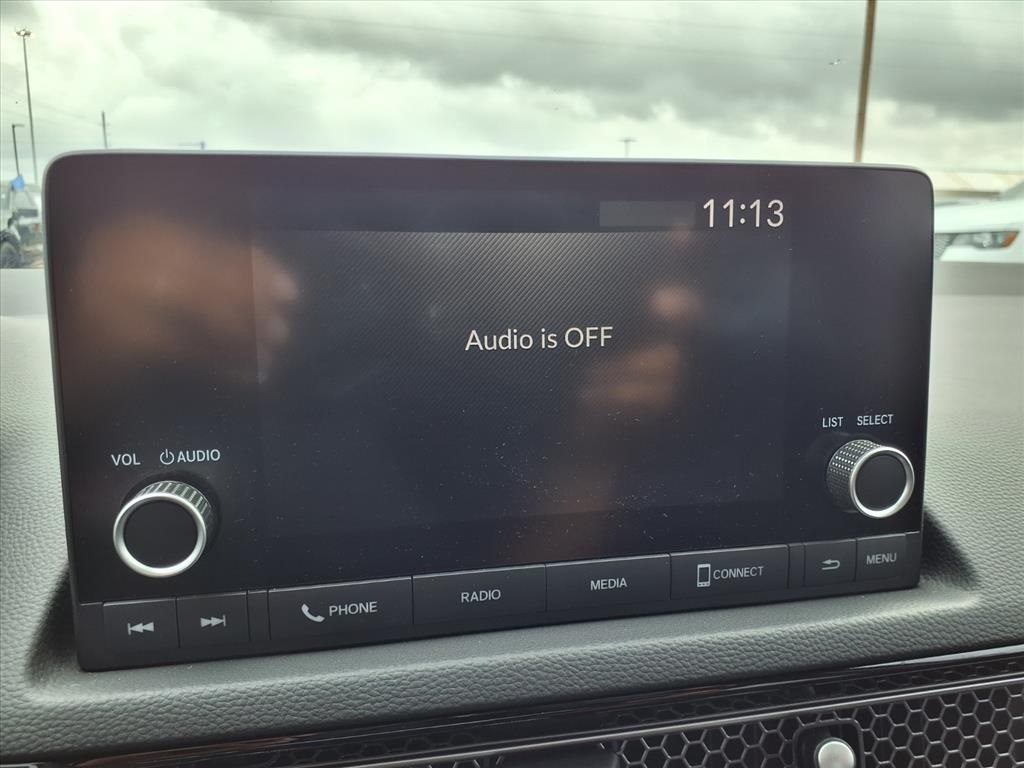 11:13
Audio is OFF
VOL AUDIO
LIST SELECT
PHONE RADIO MEDIA CONNECT MENU